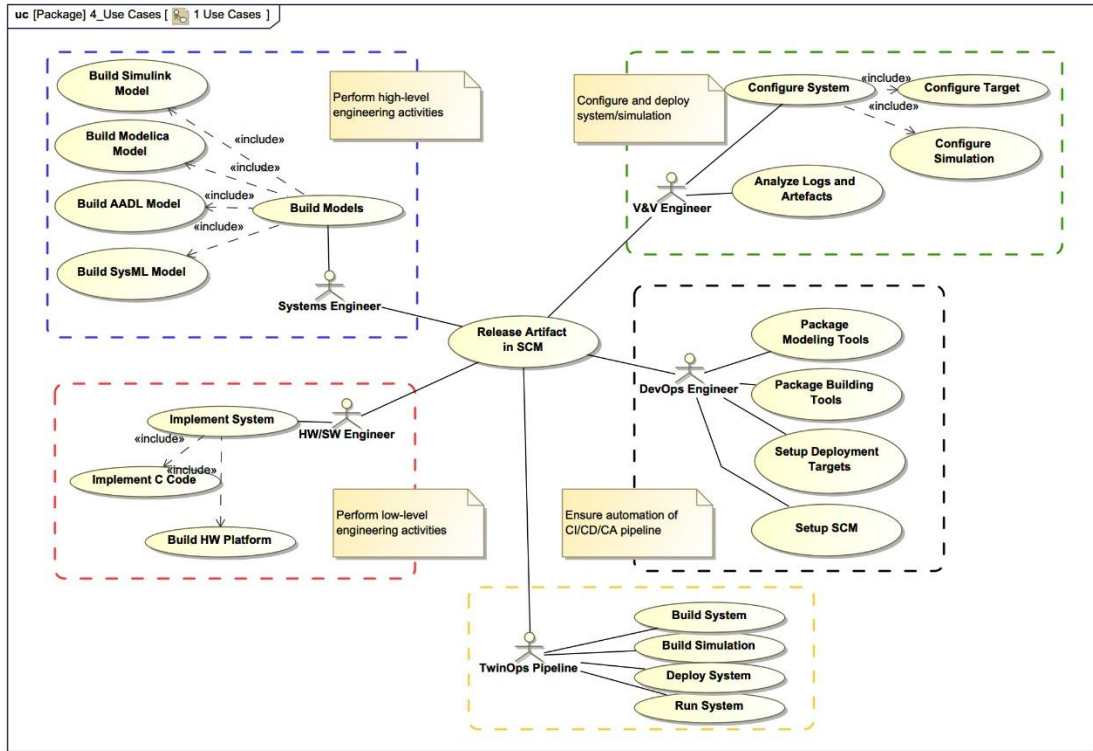 uc [Package] 4_Use Cases [ 1 Use Cases ]
Build Simulink
Model
Build Modelica
Model
Build AADL Model
Build SysML Model
«include»
«include»
«include»
«include»
Build Models
Perform high-level
engineering activities
Systems Engineer
Configure and deploy
system/simulation
Configure System
«include»
«include»
Configure Target
Configure
Simulation
Analyze Logs and
Artefacts
V&V Engineer
Release Artifact
in SCM
Package
Modeling Tools
DevOps Engineer
Package Building
Tools
Setup Deployment
Targets
Setup SCM
Ensure automation of
CI/CD/CA pipeline
Implement System
HW/SW Engineer
«include»
«include»
Implement C Code
Build HW Platform
Perform low-level
engineering activities
TwinOps Pipeline
Build System
Build Simulation
Deploy System
Run System